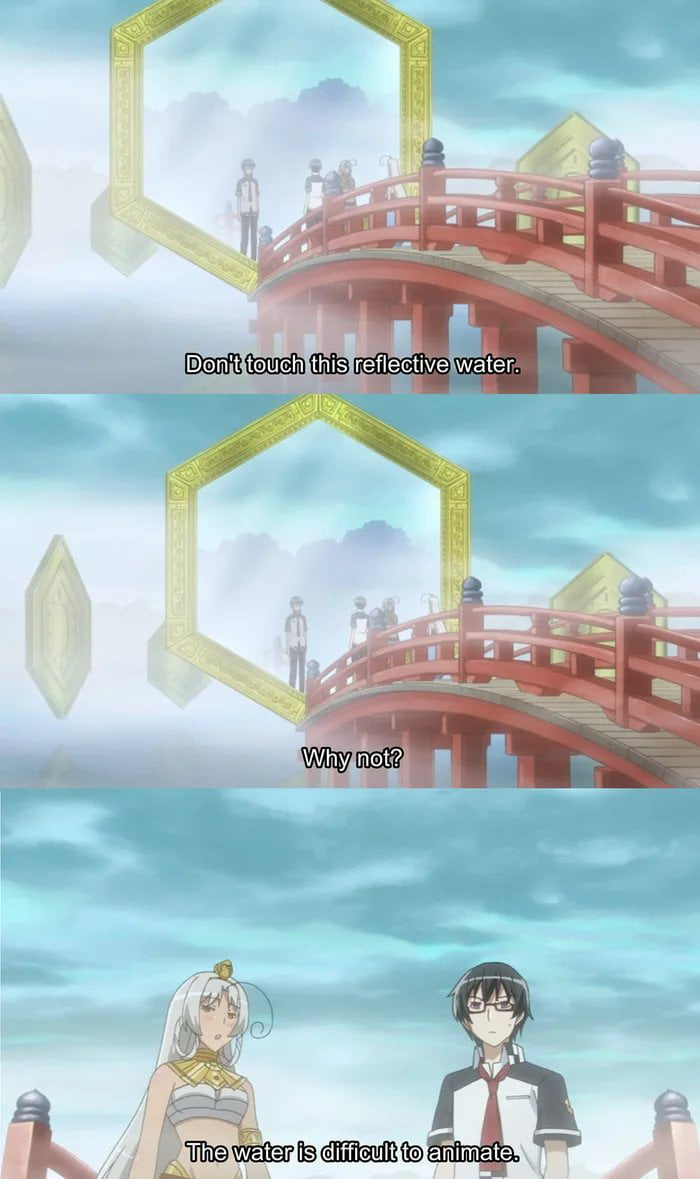 Don't touch this reflective water.
Why not?
The water is difficult to animate.